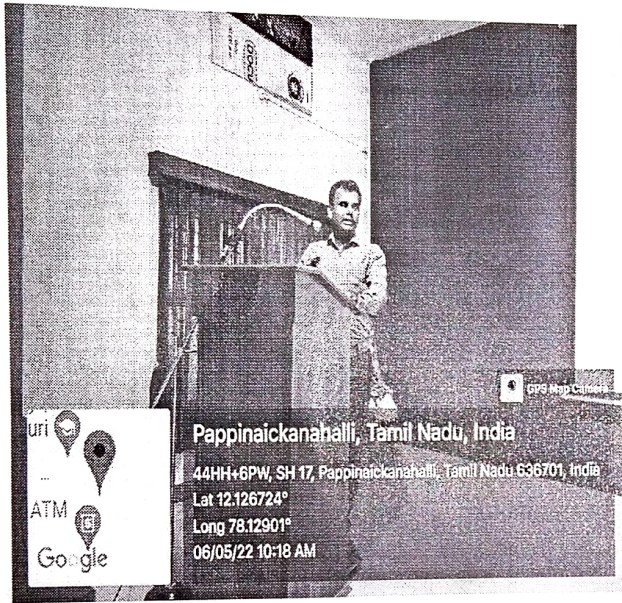 GPS Map Camera
uri
ATM
Google
Pappinaickanahalli, Tamil Nadu, India
44HH+6PW, SH 17, Pappinaickanahalli, Tamil Nadu 636701, India
Lat 12.126724°
Long 78.12901°
06/05/22 10:18 AM